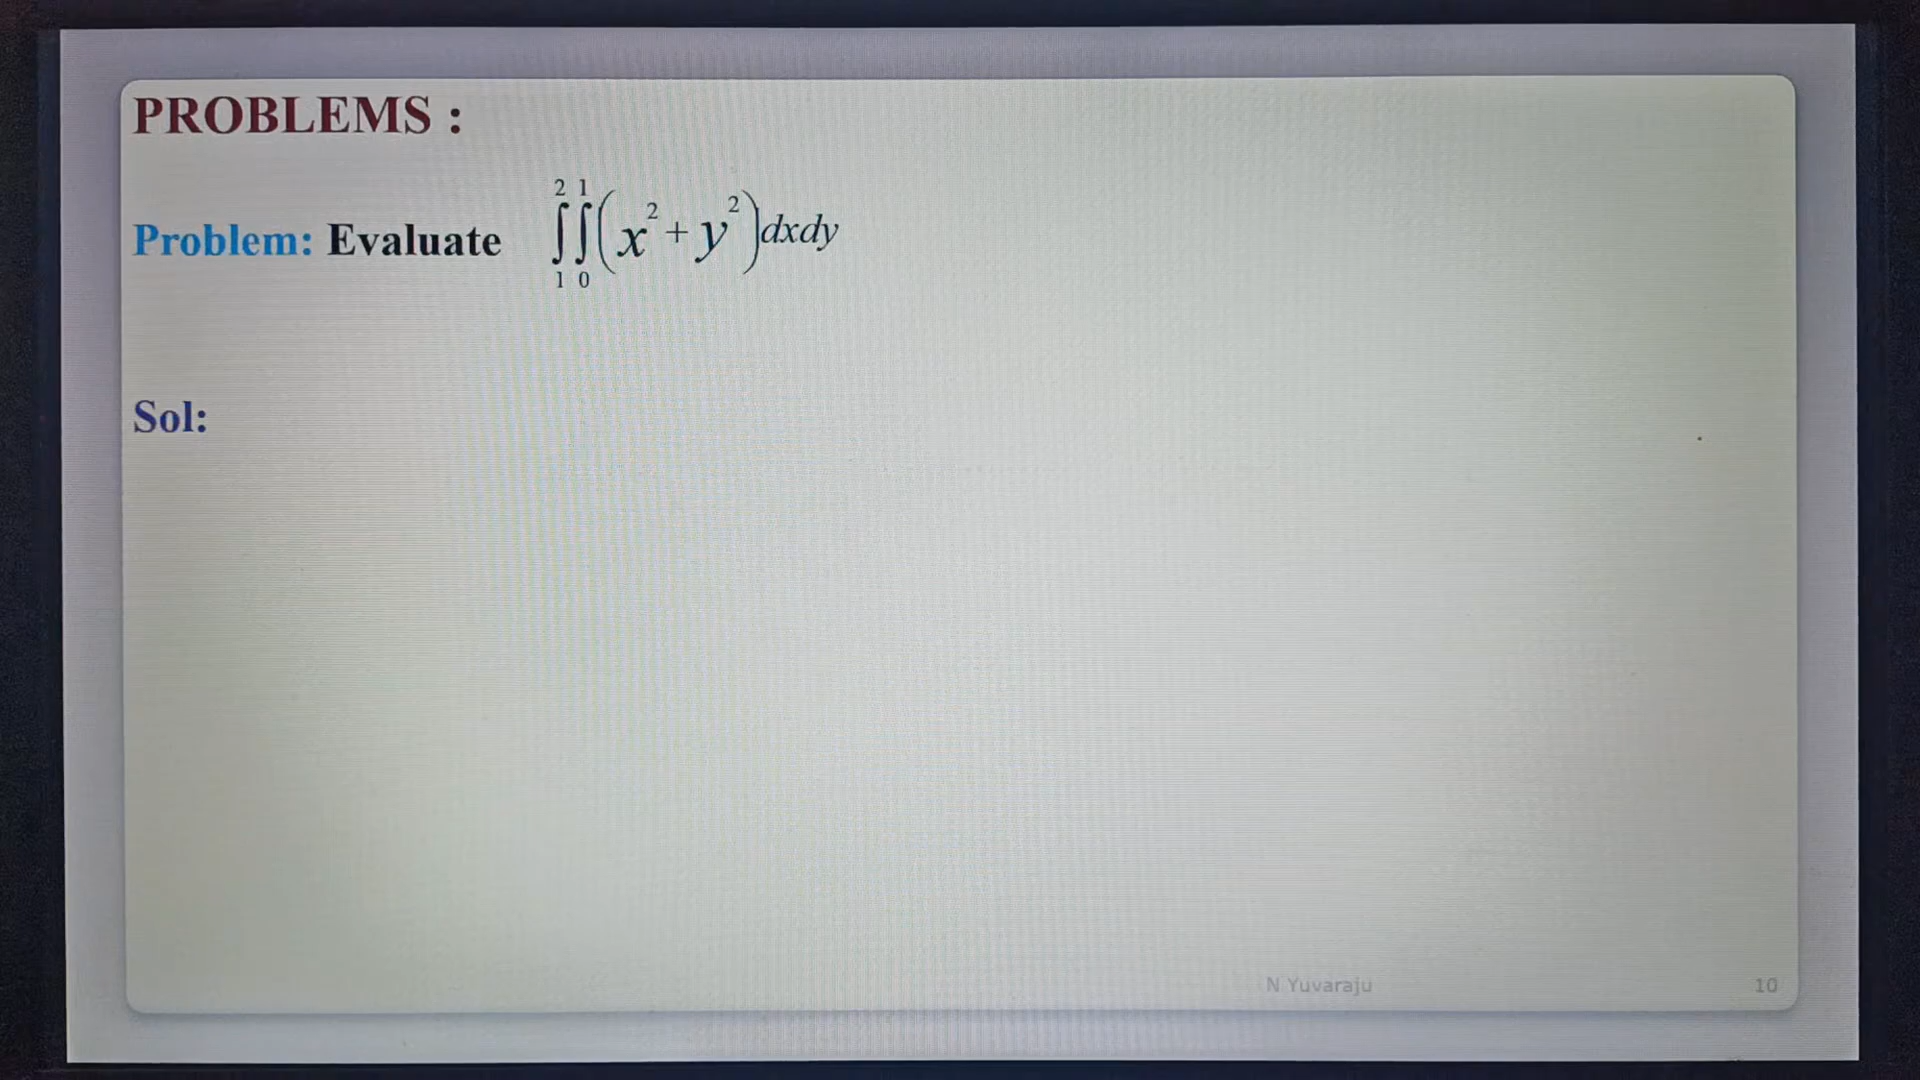 PROBLEMS :
Problem: Evaluate ∫₁²∫₀¹(x²+y²)dxdy
Sol:
N Yuvaraju 10